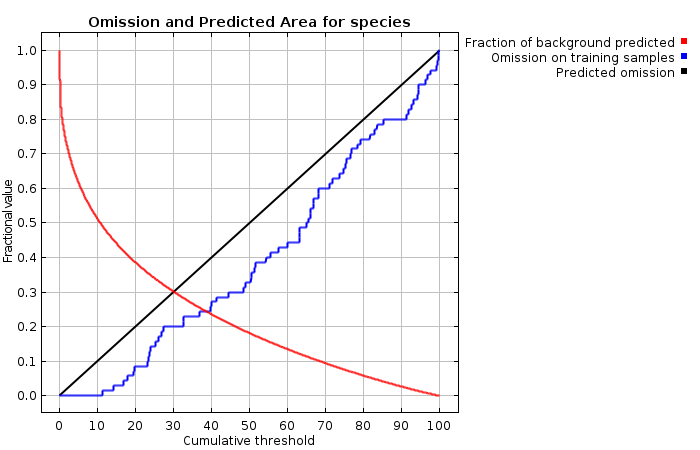 Omission and Predicted Area for species
Fraction of background predicted
Omission on training samples
Predicted omission
Fractional value
1.0
0.9
0.8
0.7
0.6
0.5
0.4
0.3
0.2
0.1
0.0
0 10 20 30 40 50 60 70 80 90 100
Cumulative threshold